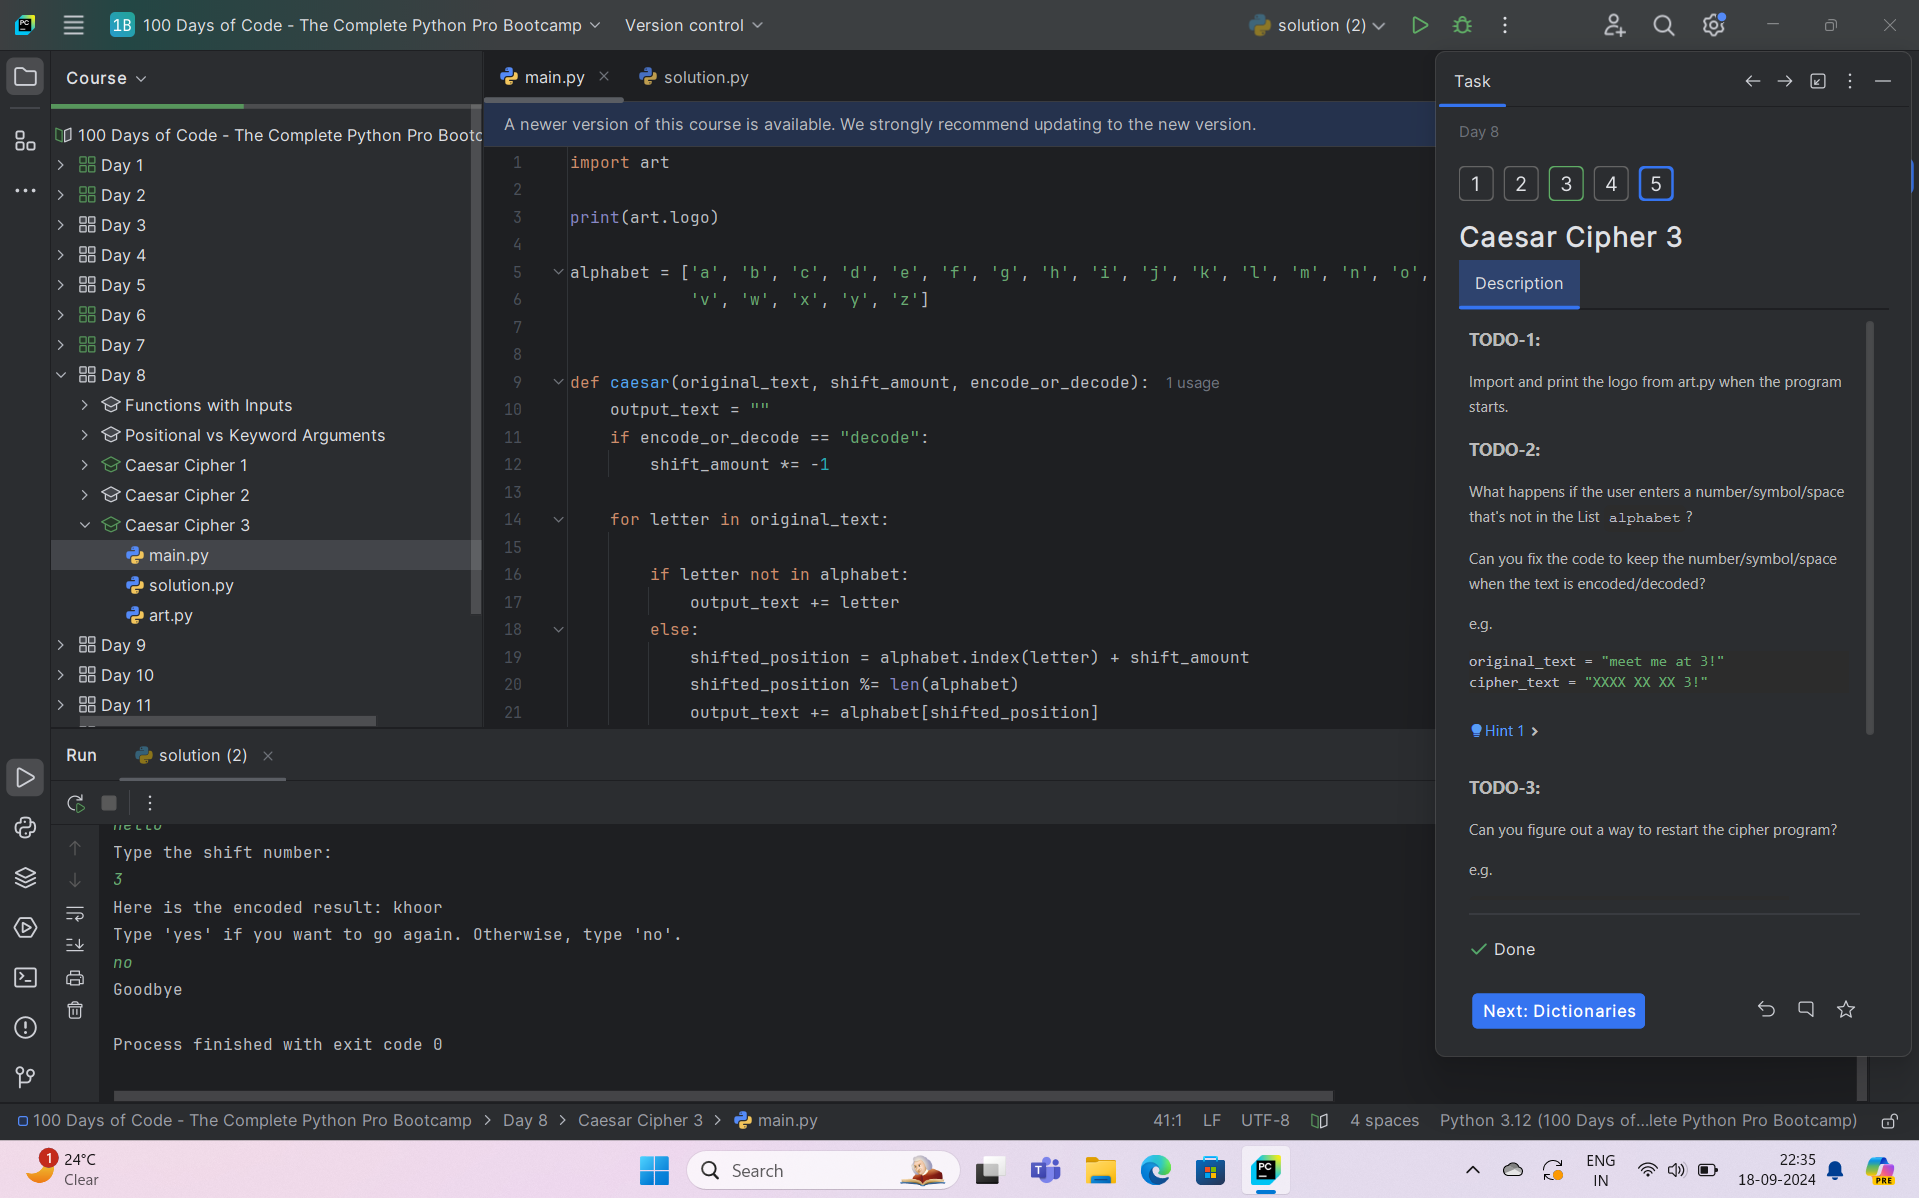 1B 100 Days of Code - The Complete Python Pro Bootcamp Version control solution (2)
Course
100 Days of Code - The Complete Python Pro Bootc
Day 1
Day 2
Day 3
Day 4
Day 5
Day 6
Day 7
Day 8
Functions with Inputs
Positional vs Keyword Arguments
Caesar Cipher 1
Caesar Cipher 2
Caesar Cipher 3
main.py
solution.py
art.py
Day 9
Day 10
Day 11
main.py solution.py
A newer version of this course is available. We strongly recommend updating to the new version.
1 import art
2
3 print(art.logo)
4
5 alphabet = ['a', 'b', 'c', 'd', 'e', 'f', 'g', 'h', 'i', 'j', 'k', 'l', 'm', 'n', 'o',
6 'v', 'w', 'x', 'y', 'z']
7
8
9 def caesar(original_text, shift_amount, encode_or_decode): 1 usage
10 output_text = ""
11 if encode_or_decode == "decode":
12 shift_amount *= -1
13
14 for letter in original_text:
15
16 if letter not in alphabet:
17 output_text += letter
18 else:
19 shifted_position = alphabet.index(letter) + shift_amount
20 shifted_position %= len(alphabet)
21 output_text += alphabet[shifted_position]
Task
Day 8
1 2 3 4 5
Caesar Cipher 3
Description
TODO-1:
Import and print the logo from art.py when the program
starts.
TODO-2:
What happens if the user enters a number/symbol/space
that's not in the List alphabet ?
Can you fix the code to keep the number/symbol/space
when the text is encoded/decoded?
e.g.
original_text = "meet me at 3!"
cipher_text = "XXXX XX XX 3!"
Hint 1
TODO-3:
Can you figure out a way to restart the cipher program?
e.g.
Done
Next: Dictionaries
Run solution (2)
hello
Type the shift number:
3
Here is the encoded result: khoor
Type 'yes' if you want to go again. Otherwise, type 'no'.
no
Goodbye
Process finished with exit code 0
100 Days of Code - The Complete Python Pro Bootcamp > Day 8 > Caesar Cipher 3 > main.py 41:1 LF UTF-8 4 spaces Python 3.12 (100 Days of...lete Python Pro Bootcamp)
1 24°C
Clear
PC
Search
ENG
IN
22:35
18-09-2024
PRE